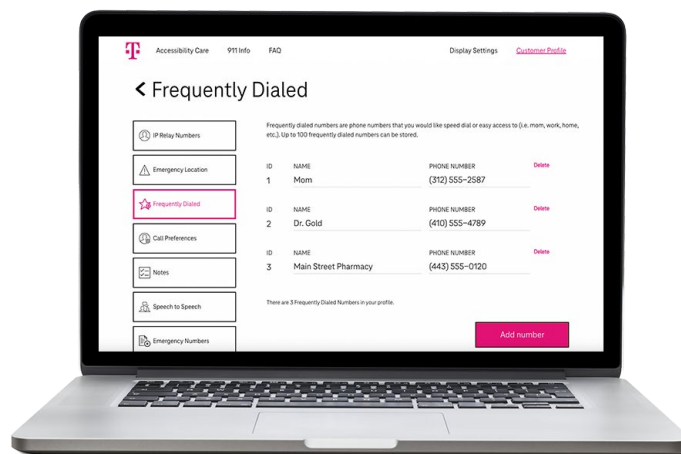 T
Accessibility Care 911 Info FAQ Display Settings Customer Profile
Frequently Dialed
IP Relay Numbers
Emergency Location
Frequently Dialed
Call Preferences
Notes
Speech to Speech
Emergency Numbers
Frequently dialed numbers are phone numbers that you would like speed dial or easy access to (i.e. mom, work, home,
etc.). Up to 100 frequently dialed numbers can be stored.
ID NAME PHONE NUMBER Delete
1 Mom (312) 555-2587
ID NAME PHONE NUMBER Delete
2 Dr. Gold (410) 555-4789
ID NAME PHONE NUMBER Delete
3 Main Street Pharmacy (443) 555-0120
There are 3 Frequently Dialed Numbers in your profile.
Add number